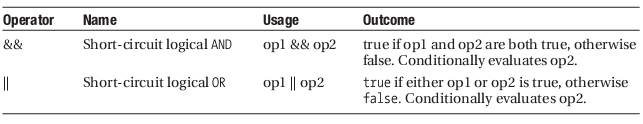 Operator Name Usage Outcome
&& Short-circuit logical AND op1 && op2 true if op1 and op2 are both true, otherwise
false. Conditionally evaluates op2.
|| Short-circuit logical OR op1 || op2 true if either op1 or op2 is true, otherwise
false. Conditionally evaluates op2.